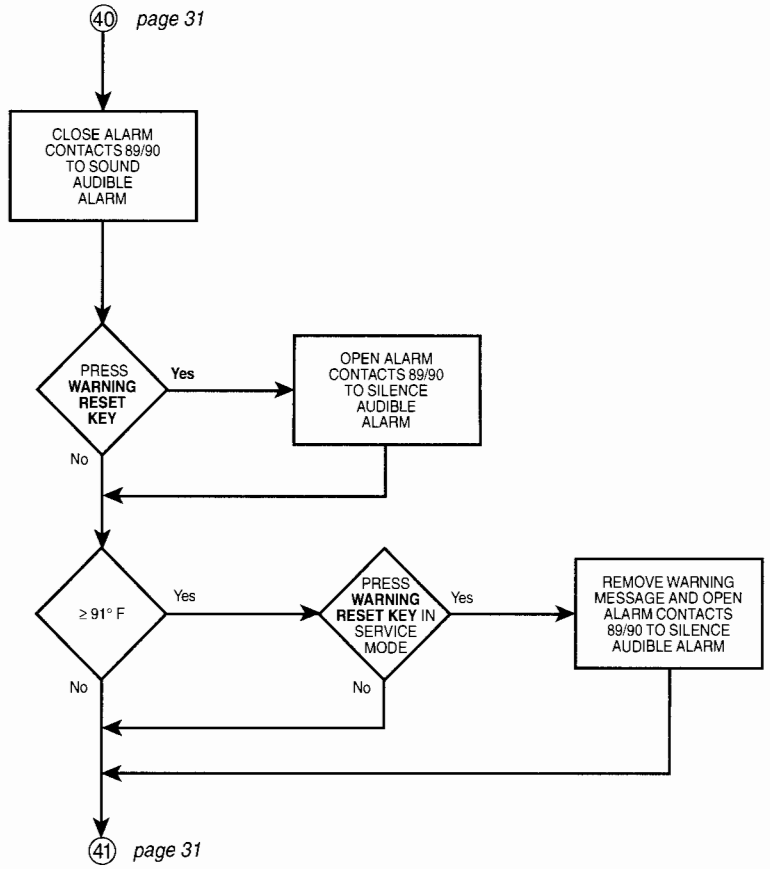 40 page 31
CLOSE ALARM
CONTACTS 89/90
TO SOUND
AUDIBLE
ALARM
PRESS
WARNING
RESET
KEY
Yes
No
OPEN ALARM
CONTACTS 89/90
TO SILENCE
AUDIBLE
ALARM
≥ 91° F
Yes
No
PRESS
WARNING
RESET KEY IN
SERVICE
MODE
Yes
No
REMOVE WARNING
MESSAGE AND OPEN
ALARM CONTACTS
89/90 TO SILENCE
AUDIBLE ALARM
41 page 31